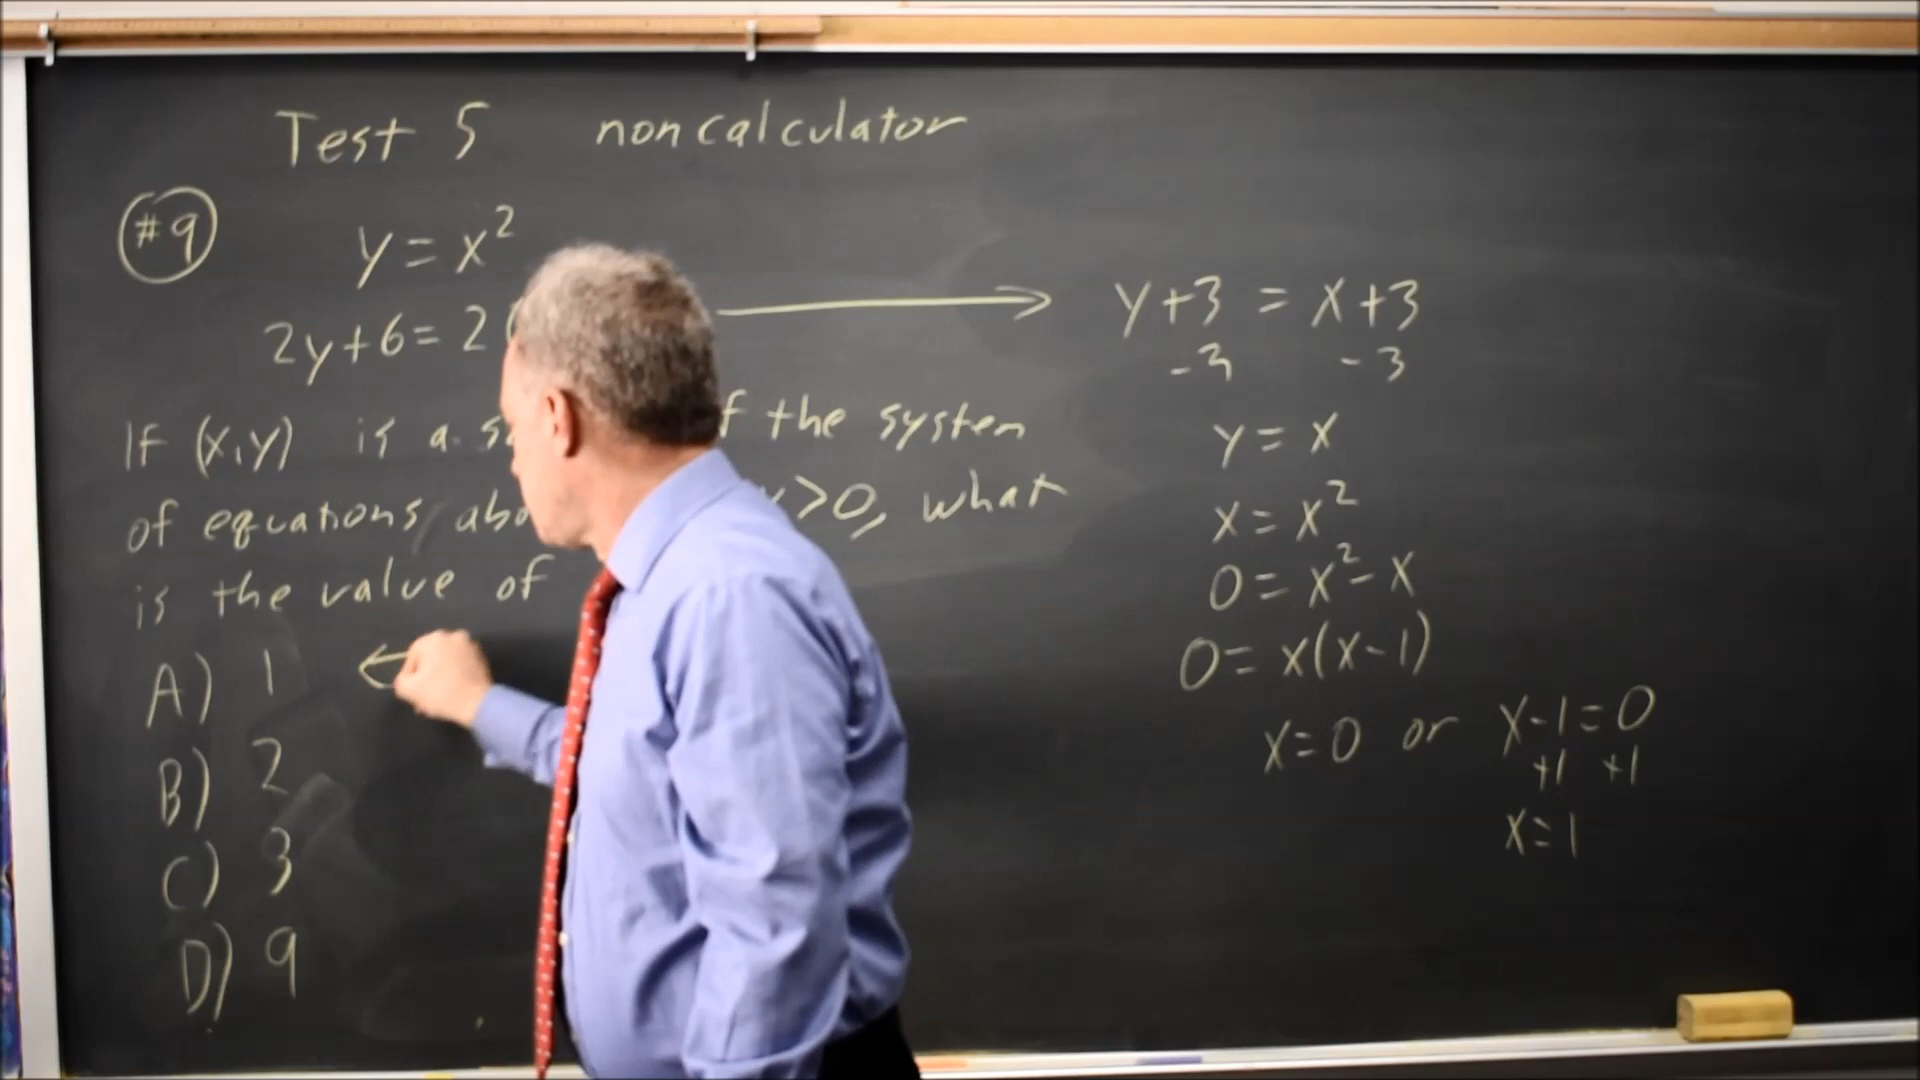 Test 5 noncalculator
#9
y = x²
2y+6=2(
If (x,y) is a the system
of equations >0, what
is the value of
A) 1 ←
B) 2
C) 3
D) 9
y+3 = x+3
-3 -3
y = x
x = x²
0 = x²-x
0 = x(x-1)
x=0 or x-1=0
+1 +1
x=1